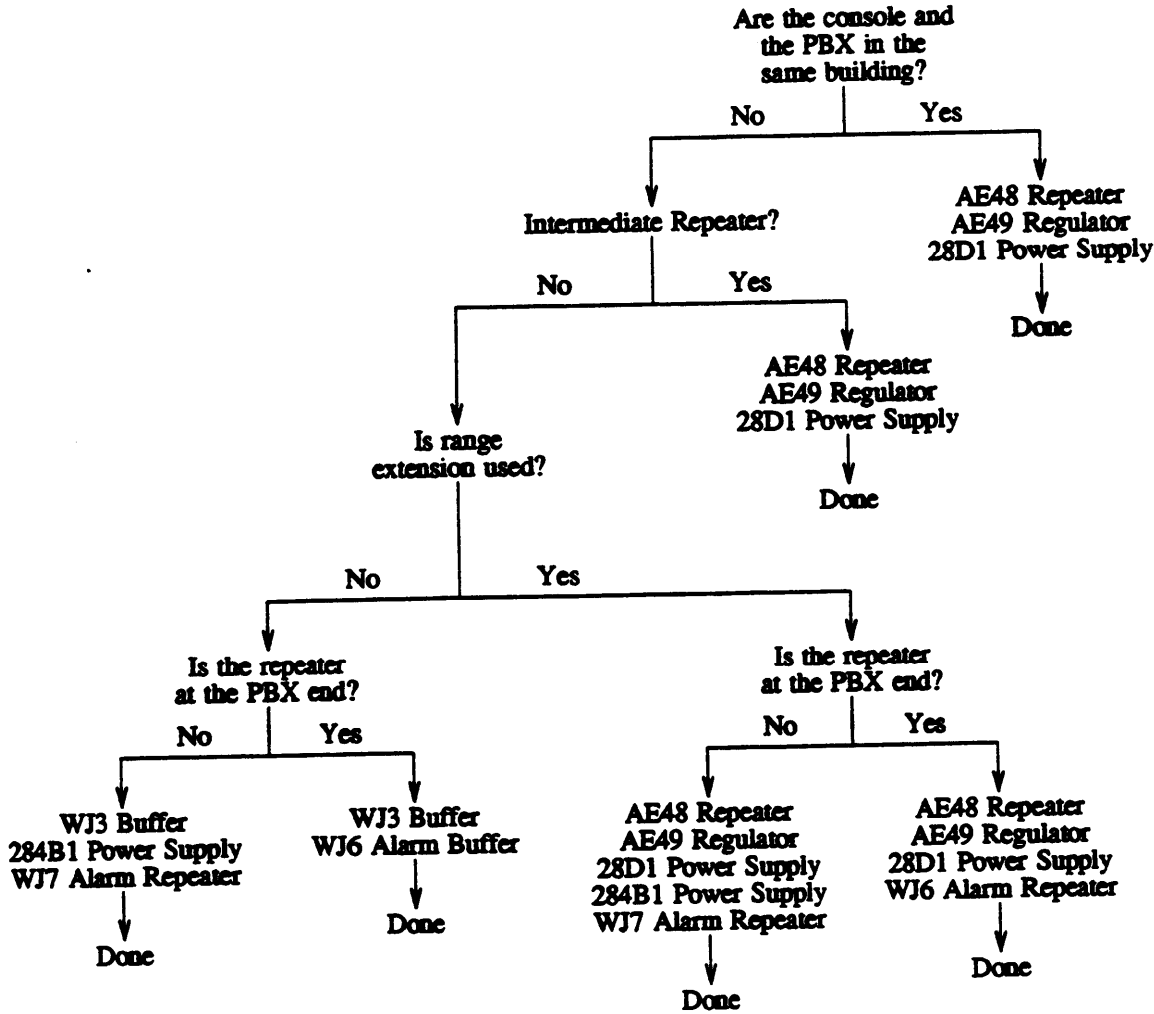 Are the console and
the PBX in the
same building?
No
Yes
Intermediate Repeater?
AE48 Repeater
AE49 Regulator
28D1 Power Supply
Done
No
Yes
Is range
extension used?
AE48 Repeater
AE49 Regulator
28D1 Power Supply
Done
No
Yes
Is the repeater
at the PBX end?
Is the repeater
at the PBX end?
No
Yes
No
Yes
WJ3 Buffer
284B1 Power Supply
WJ7 Alarm Repeater
Done
WJ3 Buffer
WJ6 Alarm Buffer
Done
AE48 Repeater
AE49 Regulator
28D1 Power Supply
284B1 Power Supply
WJ7 Alarm Repeater
Done
AE48 Repeater
AE49 Regulator
28D1 Power Supply
WJ6 Alarm Repeater
Done